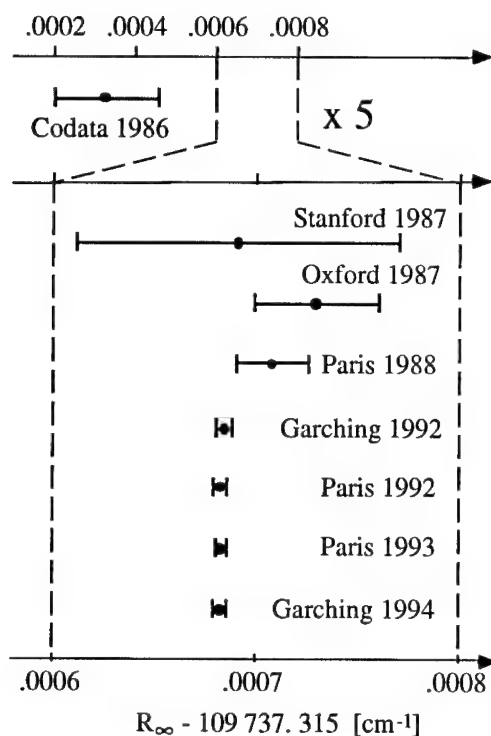 .0002 .0004 .0006 .0008
Codata 1986
x 5
Stanford 1987
Oxford 1987
Paris 1988
Garching 1992
Paris 1992
Paris 1993
Garching 1994
.0006 .0007 .0008
R∞ - 109 737. 315 [cm⁻¹]